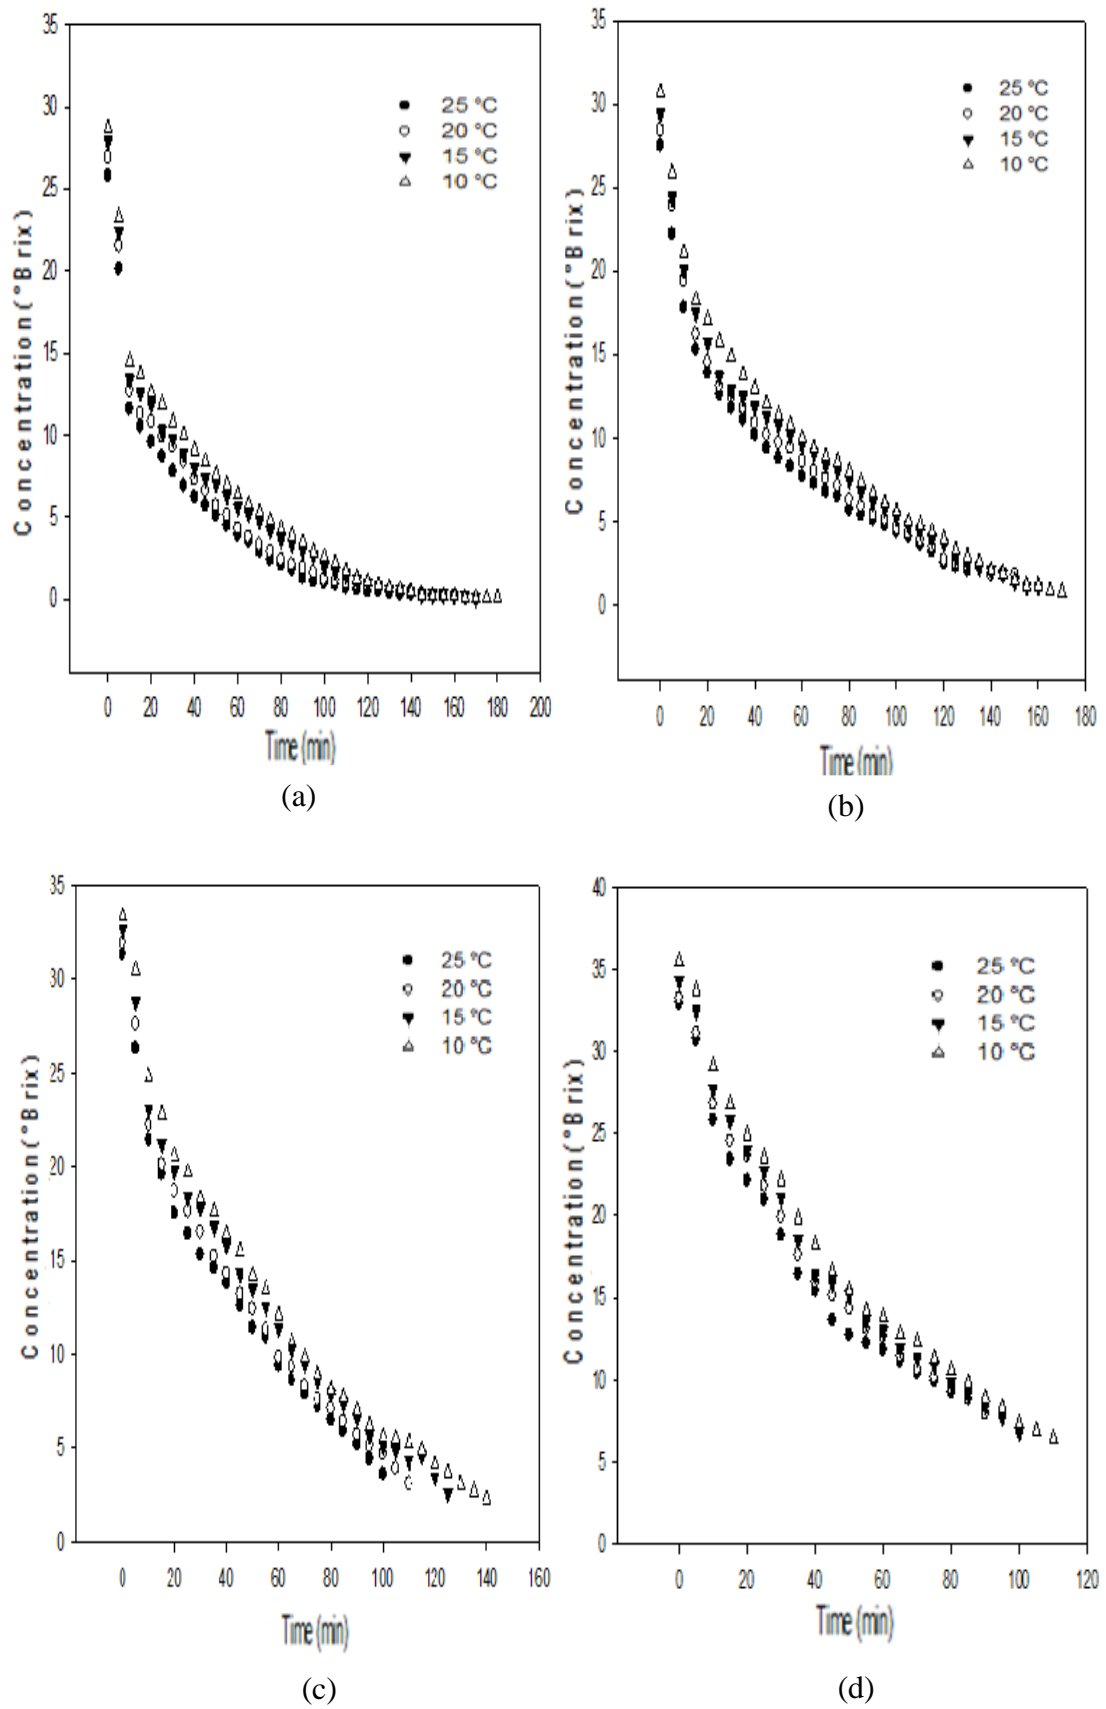 35
30
25
20
15
10
5
0
Concentration (°Brix)
25 °C
20 °C
15 °C
10 °C
0 20 40 60 80 100 120 140 160 180 200
Time (min)
(a)
35
30
25
20
15
10
5
0
Concentration (°Brix)
25 °C
20 °C
15 °C
10 °C
0 20 40 60 80 100 120 140 160 180
Time (min)
(b)
35
30
25
20
15
10
5
0
Concentration (°Brix)
25 °C
20 °C
15 °C
10 °C
0 20 40 60 80 100 120 140 160
Time (min)
(c)
40
35
30
25
20
15
10
5
0
Concentration (°Brix)
25 °C
20 °C
15 °C
10 °C
0 20 40 60 80 100 120
Time (min)
(d)